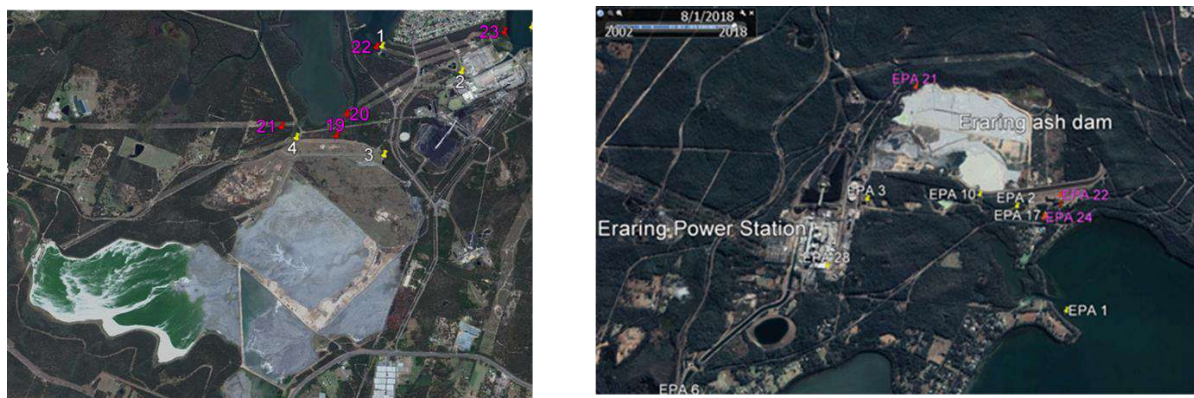 1
22
23
2
20
21
19
4
3
8/1/2018
2002
2018
EPA 21
Eraring ash dam
EPA 3
EPA 10
EPA 2
EPA 22
EPA 17
EPA 24
Eraring Power Station
EPA 28
EPA 1
EPA 6